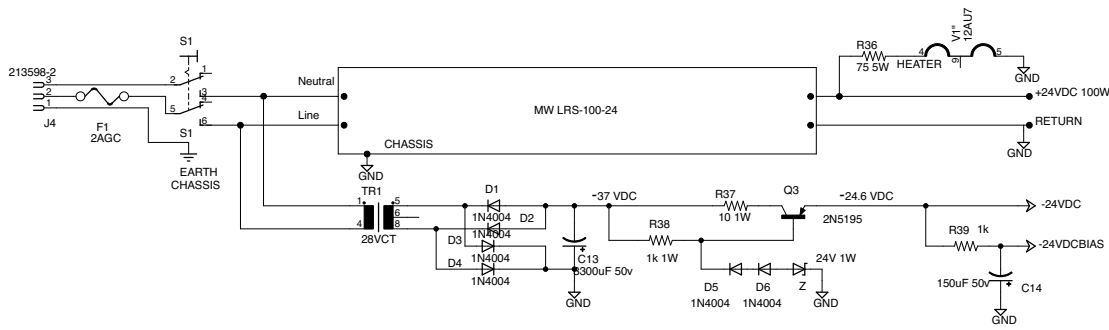 S1
213598-2
3
2
1
J4
F1
2AGC
2
1
3
4
5
6
S1
EARTH
CHASSIS
Neutral
Line
MW LRS-100-24
CHASSIS
GND
R36
75 5W
HEATER
4
9
5
V1"
12AU7
GND
+24VDC 100W
RETURN
GND
TR1
1
4
5
6
8
28VCT
D1
1N4004
D2
1N4004
D3
1N4004
D4
1N4004
-37 VDC
C13
3300uF 50v
GND
R37
10 1W
R38
1k 1W
Q3
2N5195
-24.6 VDC
D5
1N4004
D6
1N4004
24V 1W
Z
GND
-24VDC
R39
1k
-24VDCBIAS
150uF 50v
C14
GND